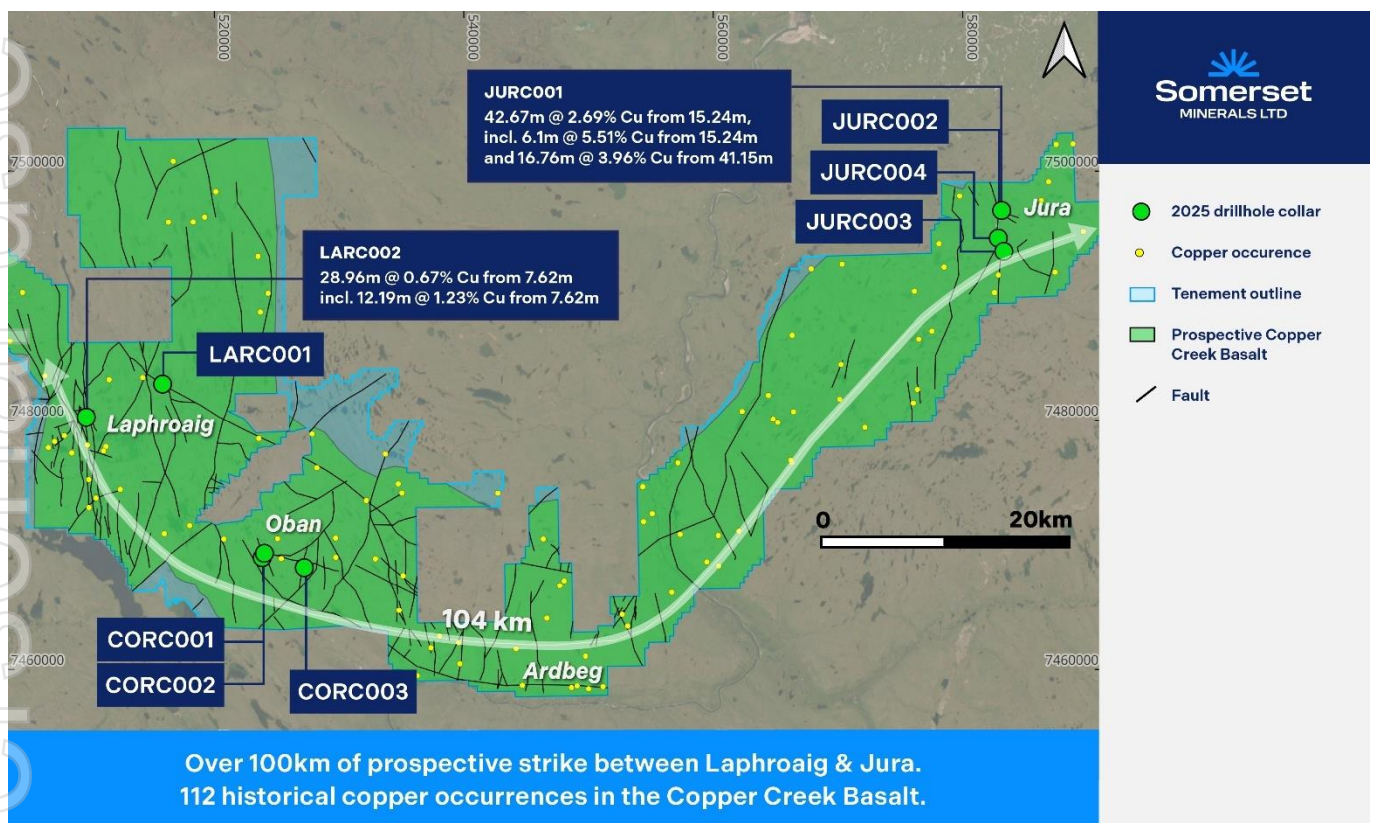 520000
540000
5600000
5800000
JURC001
42.67m @ 2.69% Cu from 15.24m,
incl. 6.1m @ 5.51% Cu from 15.24m
and 16.76m @ 3.96% Cu from 41.15m
JURC002
JURC004
JURC003
Jura
7500000
7500000
LARC002
28.96m @ 0.67% Cu from 7.62m
incl. 12.19m @ 1.23% Cu from 7.62m
LARC001
7480000
7480000
Laphroaig
Oban
0 20km
104 km
CORC001
CORC002
CORC003
Ardbeg
7460000
7460000
Somerset
MINERALS LTD
2025 drillhole collar
Copper occurence
Tenement outline
Prospective Copper
Creek Basalt
Fault
Over 100km of prospective strike between Laphroaig & Jura.
112 historical copper occurrences in the Copper Creek Basalt.